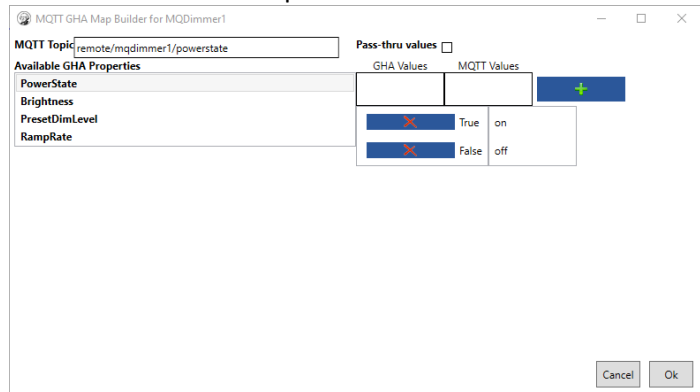 MQTT GHA Map Builder for MQDimmer1
MQTT Topic remote/mqdimmer1/powerstate Pass-thru values
Available GHA Properties GHA Values MQTT Values
PowerState
Brightness
PresetDimLevel
RampRate
True on
False off
Cancel Ok